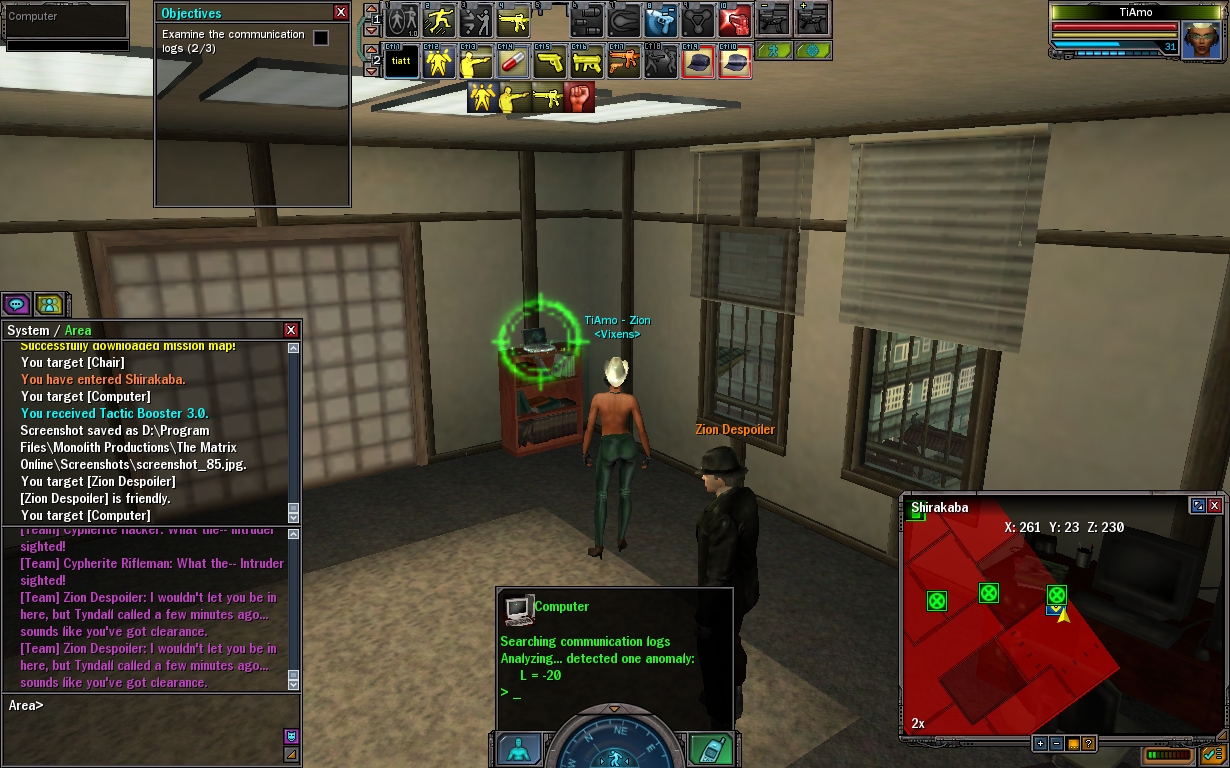 Computer
Objectives
Examine the communication
logs (2/3)
1
2
tiatt
TiAmo
31
TiAmo - Zion
<Vixens>
Zion Despoiler
System / Area
Successfully downloaded mission map!
You target [Chair]
You have entered Shirakaba.
You target [Computer]
You received Tactic Booster 3.0.
Screenshot saved as D:\Program
Files\Monolith Productions\The Matrix
Online\Screenshots\screenshot_85.jpg.
You target [Zion Despoiler]
[Zion Despoiler] is friendly.
You target [Computer]
[Team] Cypherite Hacker: What the-- Intruder
sighted!
[Team] Cypherite Rifleman: What the-- Intruder
sighted!
[Team] Zion Despoiler: I wouldn't let you be in
here, but Tyndall called a few minutes ago...
sounds like you've got clearance.
[Team] Zion Despoiler: I wouldn't let you be in
here, but Tyndall called a few minutes ago...
sounds like you've got clearance.
Area>
Computer
Searching communication logs
Analyzing... detected one anomaly:
L = -20
> _
N
NE
E
W
Shirakaba
X: 261 Y: 23 Z: 230
2x